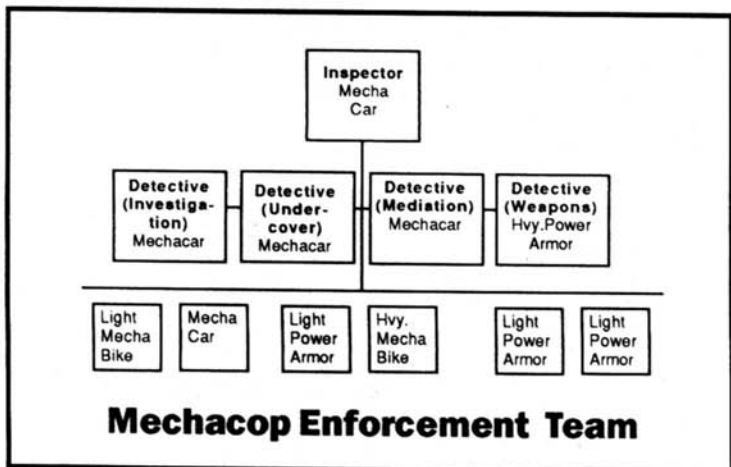 Inspector
Mecha
Car
Detective
(Investiga-
tion)
Mechacar
Detective
(Under-
cover)
Mechacar
Detective
(Mediation)
Mechacar
Detective
(Weapons)
Hvy.Power
Armor
Light
Mecha
Bike
Mecha
Car
Light
Power
Armor
Hvy.
Mecha
Bike
Light
Power
Armor
Light
Power
Armor
Mechacop Enforcement Team